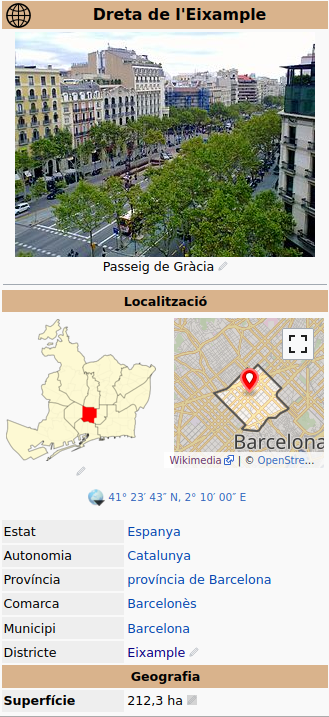 Dreta de l'Eixample
Passeig de Gràcia
Localització
Barcelona
Wikimedia | © OpenStre...
41° 23′ 43″ N, 2° 10′ 00″ E
Estat Espanya
Autonomia Catalunya
Província província de Barcelona
Comarca Barcelonès
Municipi Barcelona
Districte Eixample
Geografia
Superfície 212,3 ha